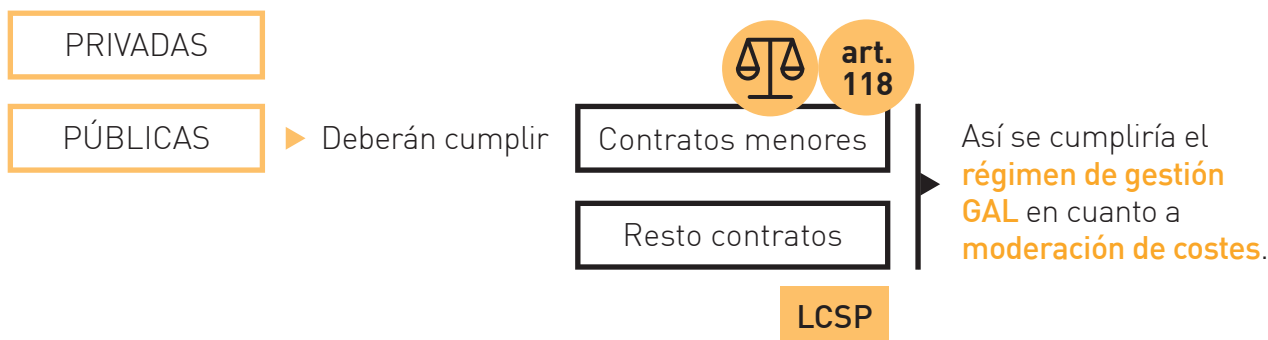 PRIVADAS
PÚBLICAS
Deberán cumplir
art.
118
Contratos menores
Resto contratos
LCSP
Así se cumpliría el
régimen de gestión
GAL en cuanto a
moderación de costes.